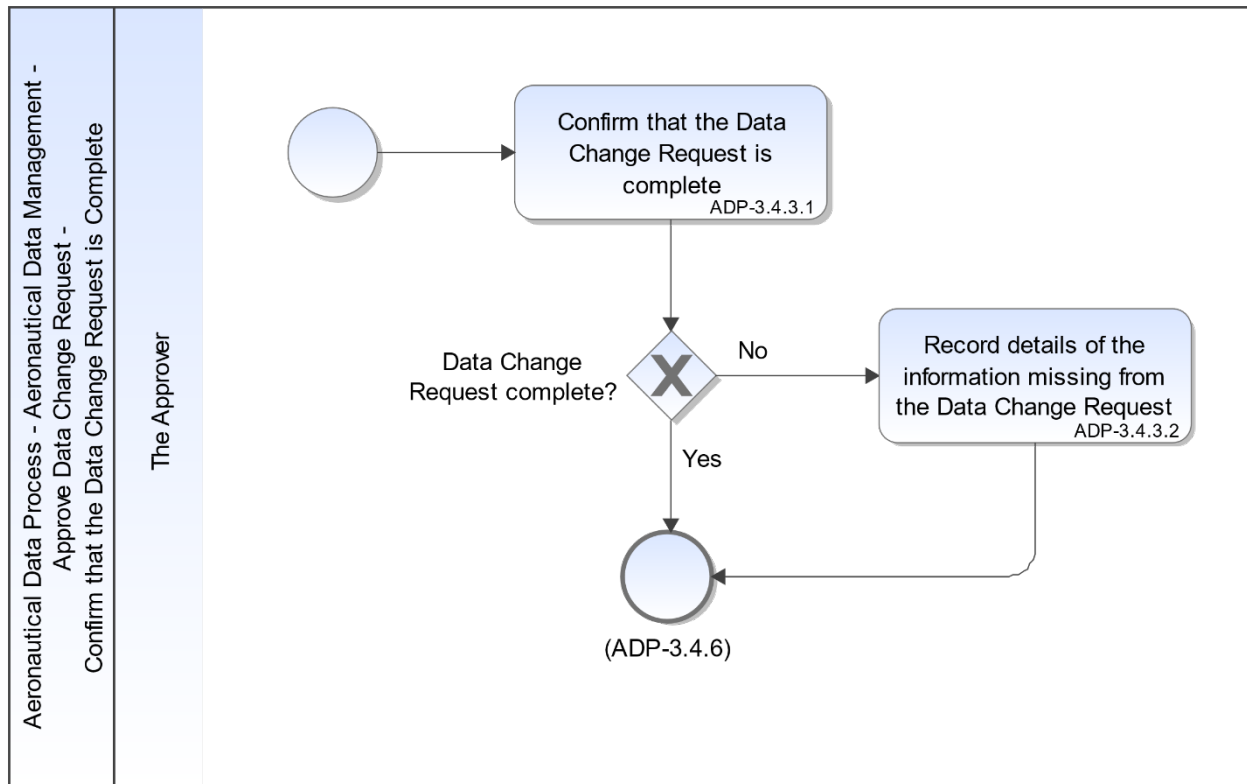 Aeronautical Data Process - Aeronautical Data Management -
Approve Data Change Request -
Confirm that the Data Change Request is Complete
The Approver
Confirm that the Data
Change Request is
complete
ADP-3.4.3.1
Data Change
Request complete?
No
Record details of the
information missing from
the Data Change Request
ADP-3.4.3.2
Yes
(ADP-3.4.6)